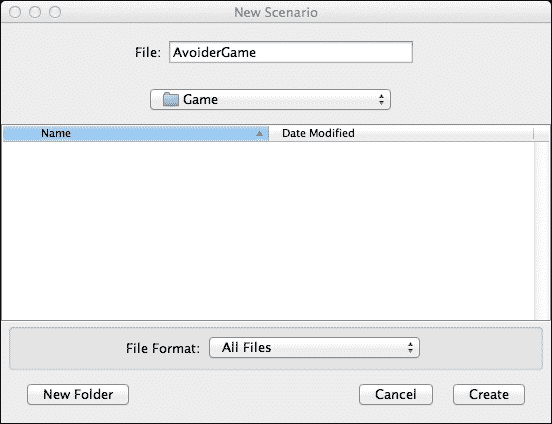 New Scenario
File: AvoiderGame
Game
Name Date Modified
File Format: All Files
New Folder Cancel Create